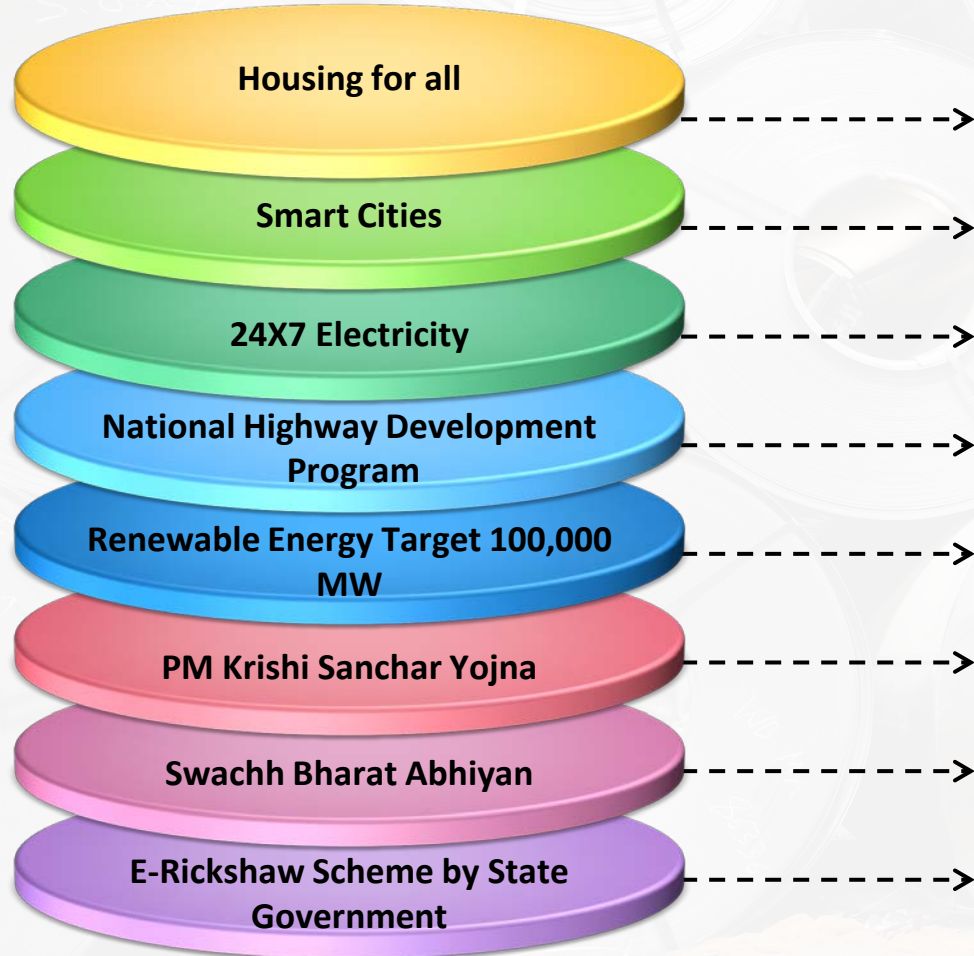 Housing for all
Smart Cities
24X7 Electricity
National Highway Development
Program
Renewable Energy Target 100,000
MW
PM Krishi Sanchar Yojna
Swachh Bharat Abhiyan
E-Rickshaw Scheme by State
Government